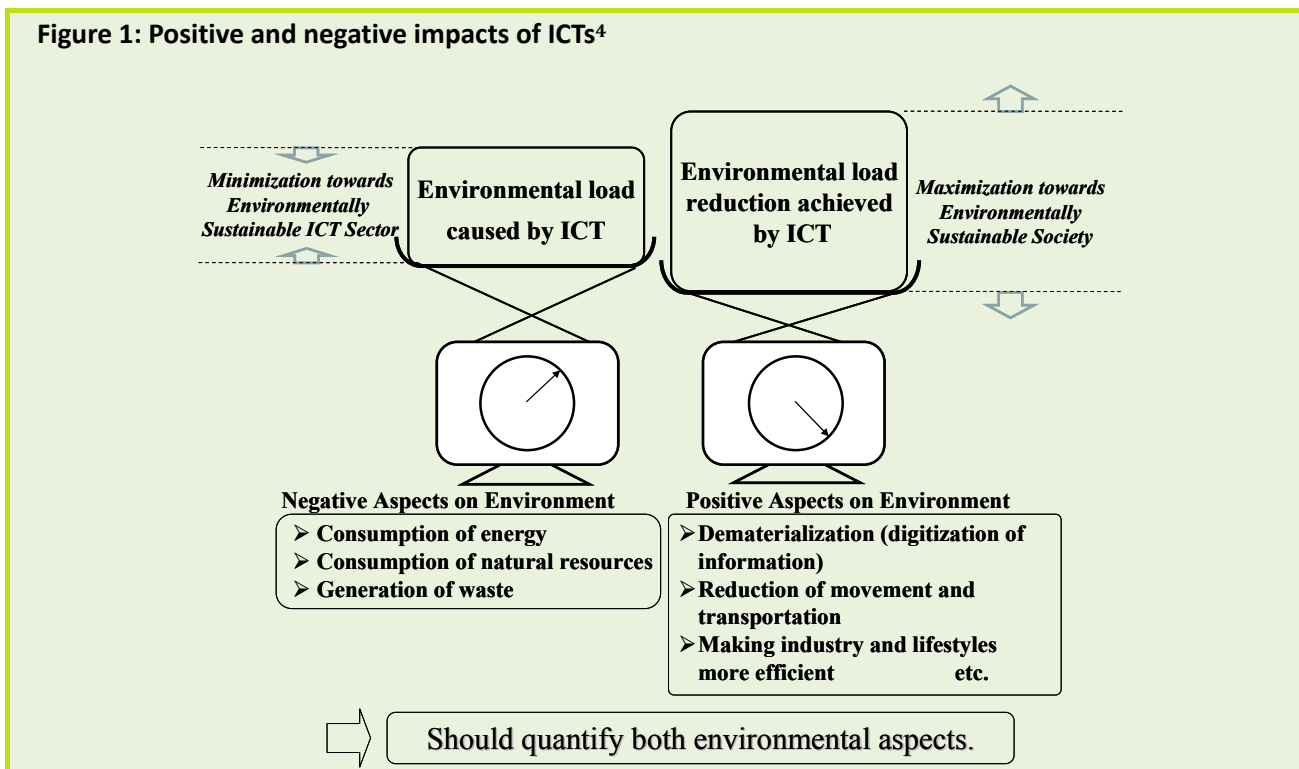 Figure 1: Positive and negative impacts of ICTs⁴
Minimization towards
Environmentally
Sustainable ICT Sector
Environmental load
caused by ICT
Environmental load
reduction achieved
by ICT
Maximization towards
Environmentally
Sustainable Society
Negative Aspects on Environment
➢ Consumption of energy
➢ Consumption of natural resources
➢ Generation of waste
Positive Aspects on Environment
➢ Dematerialization (digitization of
information)
➢ Reduction of movement and
transportation
➢ Making industry and lifestyles
more efficient etc.
Should quantify both environmental aspects.